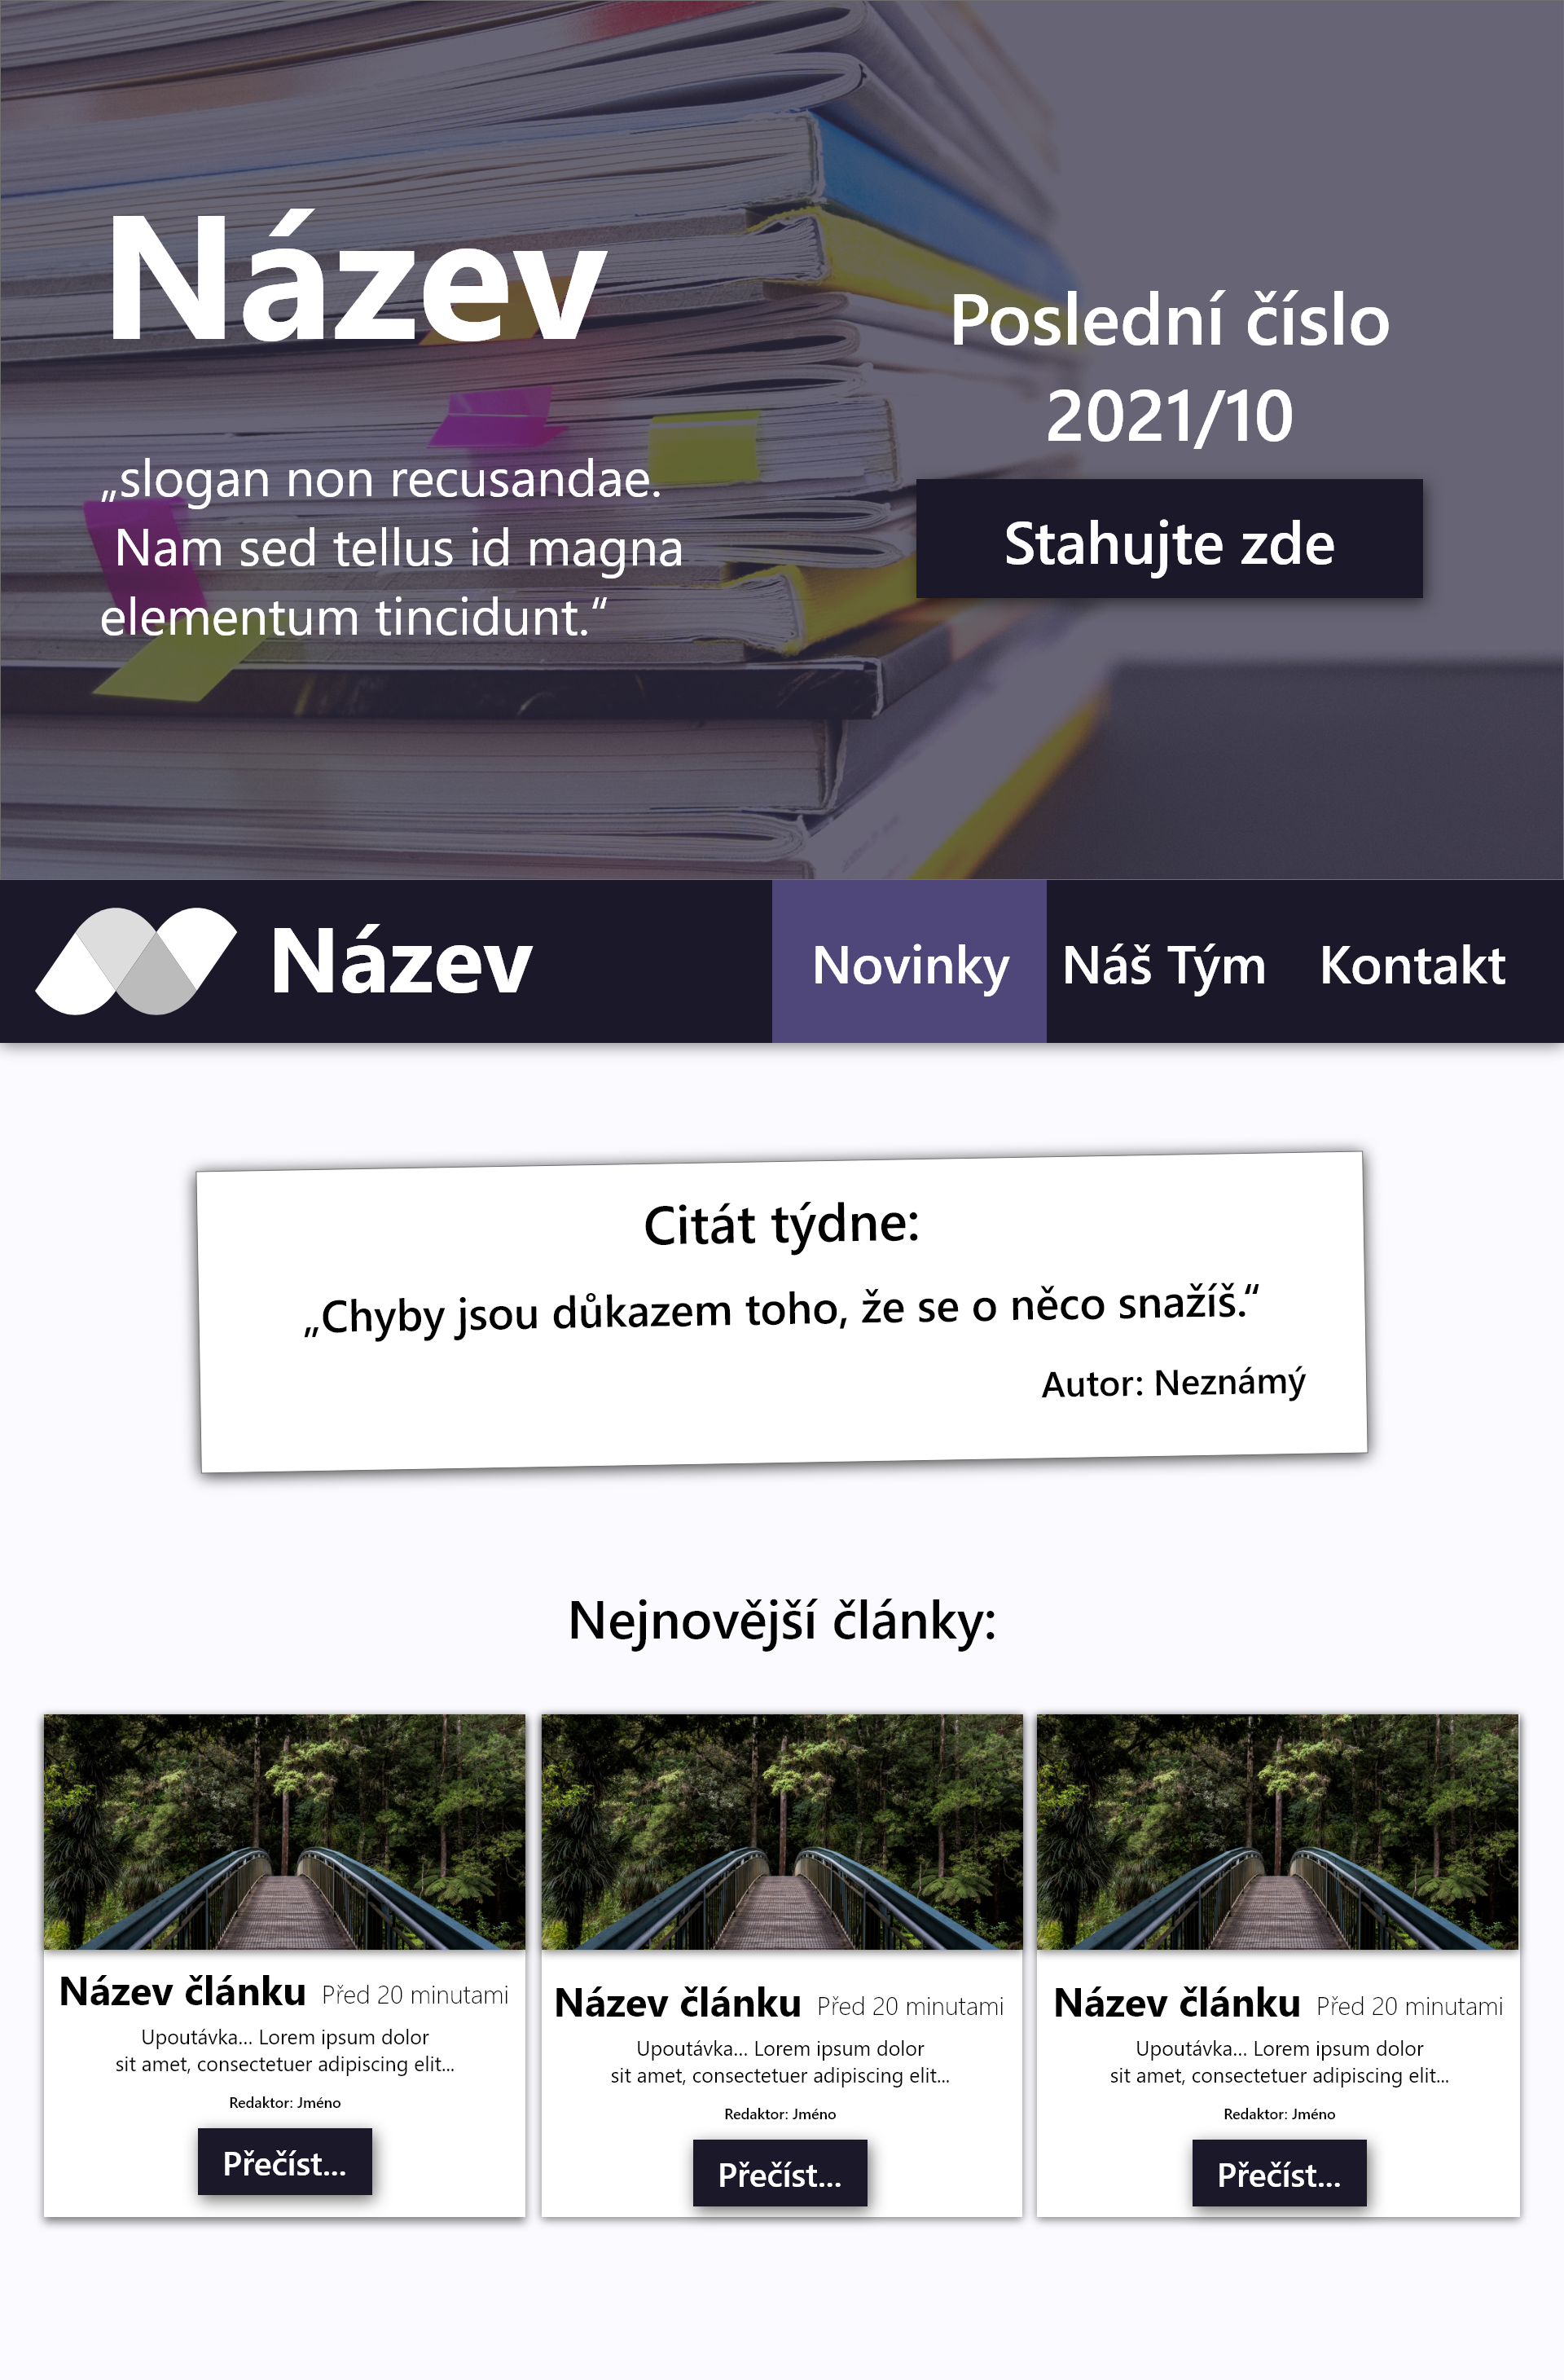 Název
„slogan non recusandae.
Nam sed tellus id magna
elementum tincidunt.“
Poslední číslo
2021/10
Stahujte zde
Název
Novinky
Náš Tým
Kontakt
Citát týdne:
„Chyby jsou důkazem toho, že se o něco snažíš.“
Autor: Neznámý
Nejnovější články:
Název článku Před 20 minutami
Upoutávka... Lorem ipsum dolor
sit amet, consectetuer adipiscing elit...
Redaktor: Jméno
Přečíst...
Název článku Před 20 minutami
Upoutávka... Lorem ipsum dolor
sit amet, consectetuer adipiscing elit...
Redaktor: Jméno
Přečíst...
Název článku Před 20 minutami
Upoutávka... Lorem ipsum dolor
sit amet, consectetuer adipiscing elit...
Redaktor: Jméno
Přečíst...